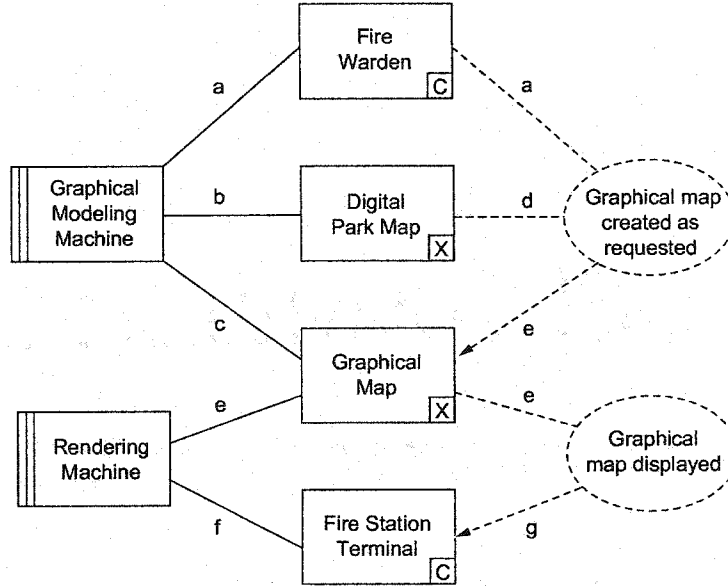 Fire
Warden
C
a
a
Graphical
Modeling
Machine
b
Digital
Park Map
X
d
Graphical map
created as
requested
c
e
Graphical
Map
X
e
e
Rendering
Machine
Graphical
map displayed
f
Fire Station
Terminal
C
g